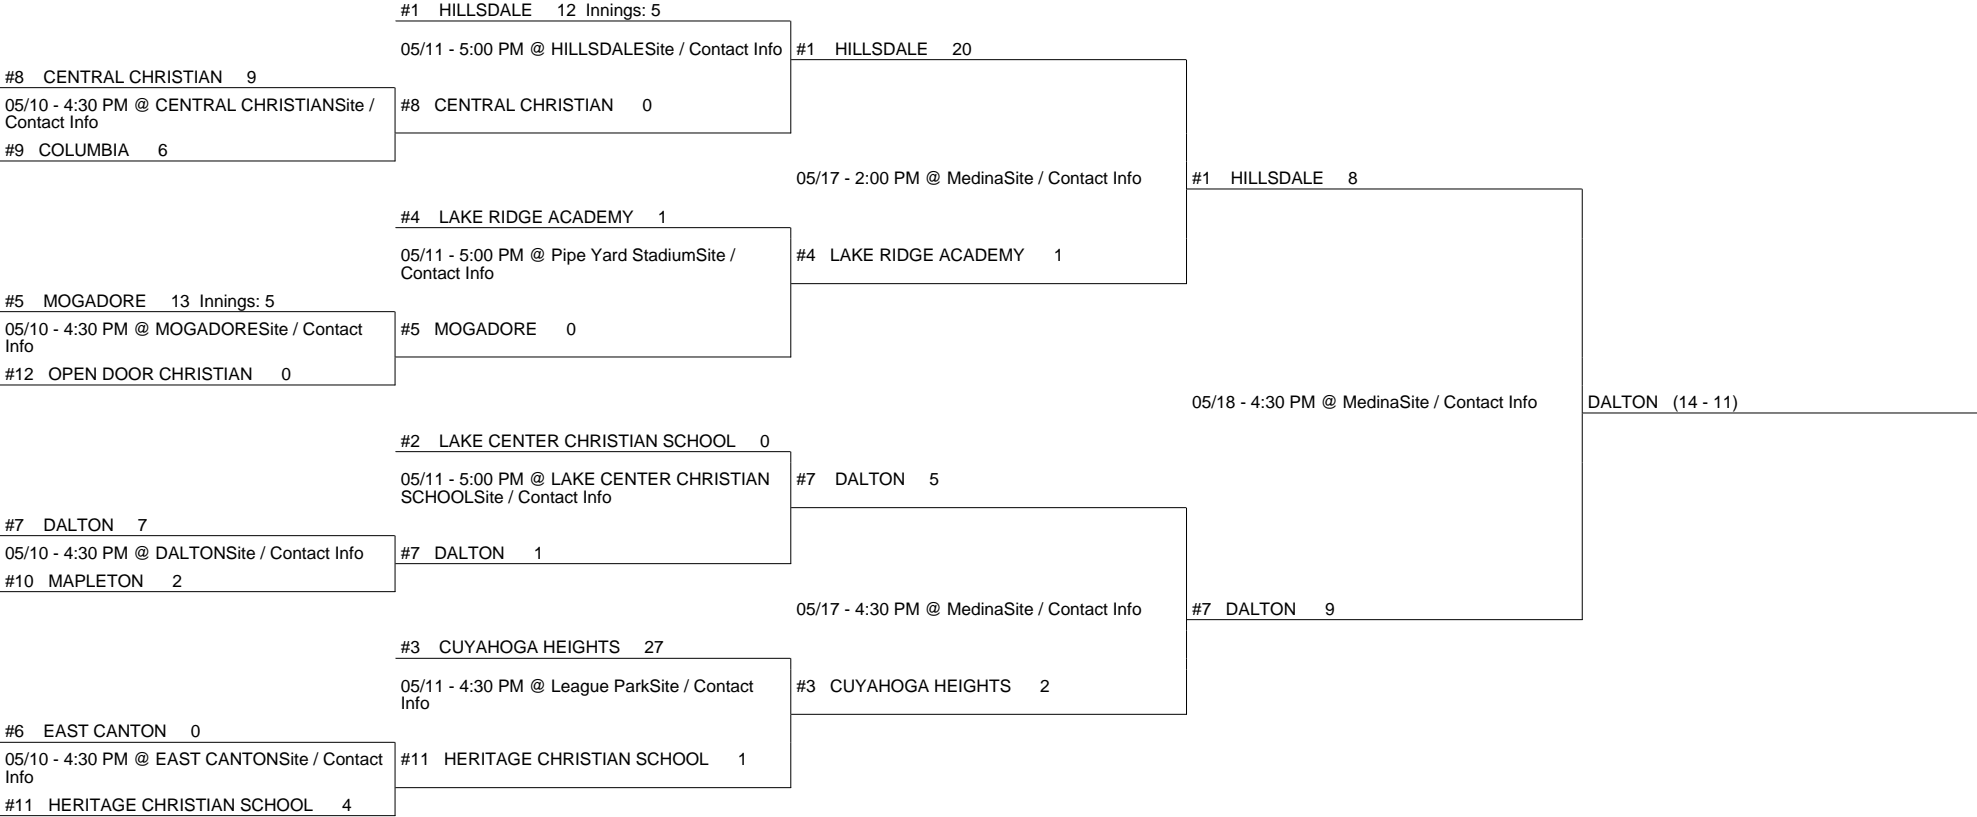 #1 HILLSDALE 12 Innings: 5
05/11 - 5:00 PM @ HILLSDALESite / Contact Info
#1 HILLSDALE 20
#8 CENTRAL CHRISTIAN 9
05/10 - 4:30 PM @ CENTRAL CHRISTIANSite /
Contact Info
#8 CENTRAL CHRISTIAN 0
#9 COLUMBIA 6
05/17 - 2:00 PM @ MedinaSite / Contact Info
#1 HILLSDALE 8
#4 LAKE RIDGE ACADEMY 1
05/11 - 5:00 PM @ Pipe Yard StadiumSite /
Contact Info
#4 LAKE RIDGE ACADEMY 1
#5 MOGADORE 13 Innings: 5
05/10 - 4:30 PM @ MOGADORESite / Contact
Info
#5 MOGADORE 0
#12 OPEN DOOR CHRISTIAN 0
05/18 - 4:30 PM @ MedinaSite / Contact Info
DALTON (14 - 11)
#2 LAKE CENTER CHRISTIAN SCHOOL 0
05/11 - 5:00 PM @ LAKE CENTER CHRISTIAN
SCHOOLSite / Contact Info
#7 DALTON 5
#7 DALTON 7
05/10 - 4:30 PM @ DALTONSite / Contact Info
#7 DALTON 1
#10 MAPLETON 2
05/17 - 4:30 PM @ MedinaSite / Contact Info
#7 DALTON 9
#3 CUYAHOGA HEIGHTS 27
05/11 - 4:30 PM @ League ParkSite / Contact
Info
#3 CUYAHOGA HEIGHTS 2
#6 EAST CANTON 0
05/10 - 4:30 PM @ EAST CANTONSite / Contact
Info
#11 HERITAGE CHRISTIAN SCHOOL 1
#11 HERITAGE CHRISTIAN SCHOOL 4